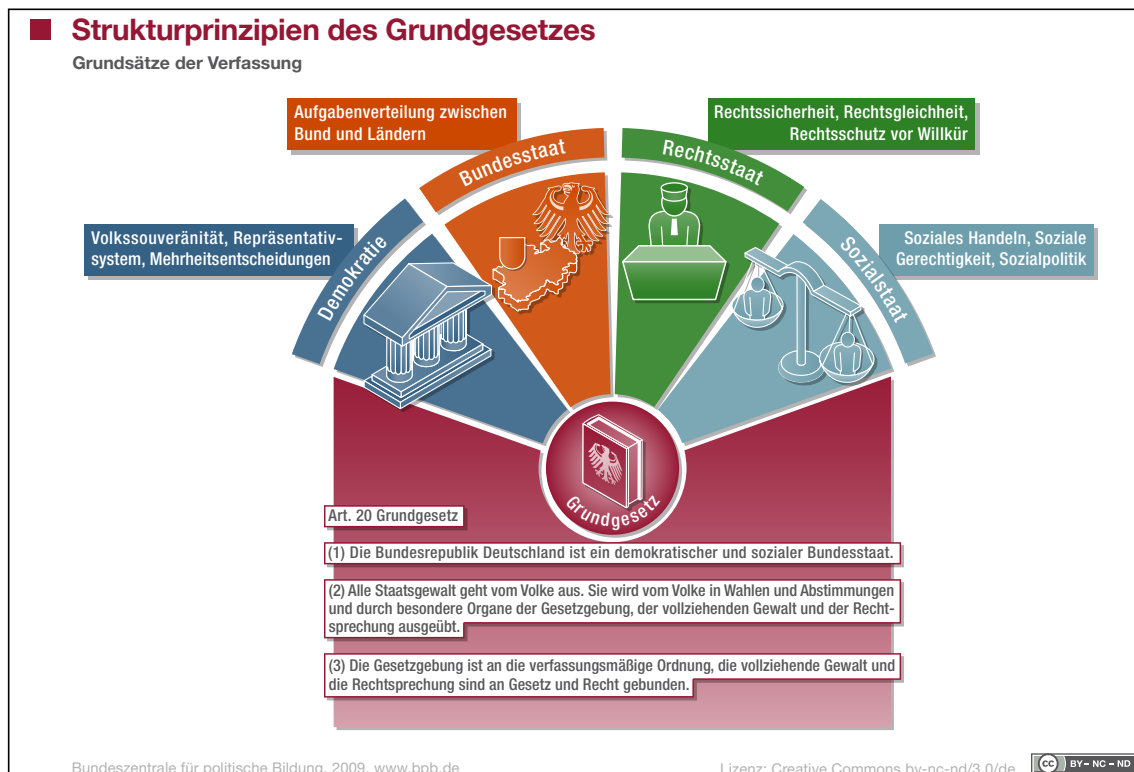 Strukturprinzipien des Grundgesetzes
Grundsätze der Verfassung
Aufgabenverteilung zwischen
Bund und Ländern
Rechtssicherheit, Rechtsgleichheit,
Rechtsschutz vor Willkür
Bundesstaat
Rechtsstaat
Volkssouveränität, Repräsentativ-
system, Mehrheitsentscheidungen
Demokratie
Sozialstaat
Soziales Handeln, Soziale
Gerechtigkeit, Sozialpolitik
Grundgesetz
Art. 20 Grundgesetz
(1) Die Bundesrepublik Deutschland ist ein demokratischer und sozialer Bundesstaat.
(2) Alle Staatsgewalt geht vom Volke aus. Sie wird vom Volke in Wahlen und Abstimmungen
und durch besondere Organe der Gesetzgebung, der vollziehenden Gewalt und der Recht-
sprechung ausgeübt.
(3) Die Gesetzgebung ist an die verfassungsmäßige Ordnung, die vollziehende Gewalt und
die Rechtsprechung sind an Gesetz und Recht gebunden.
Bundeszentrale für politische Bildung, 2009, www.bpb.de
Lizenz: Creative Commons by-nc-nd/3.0/de
cc BY - NC - ND